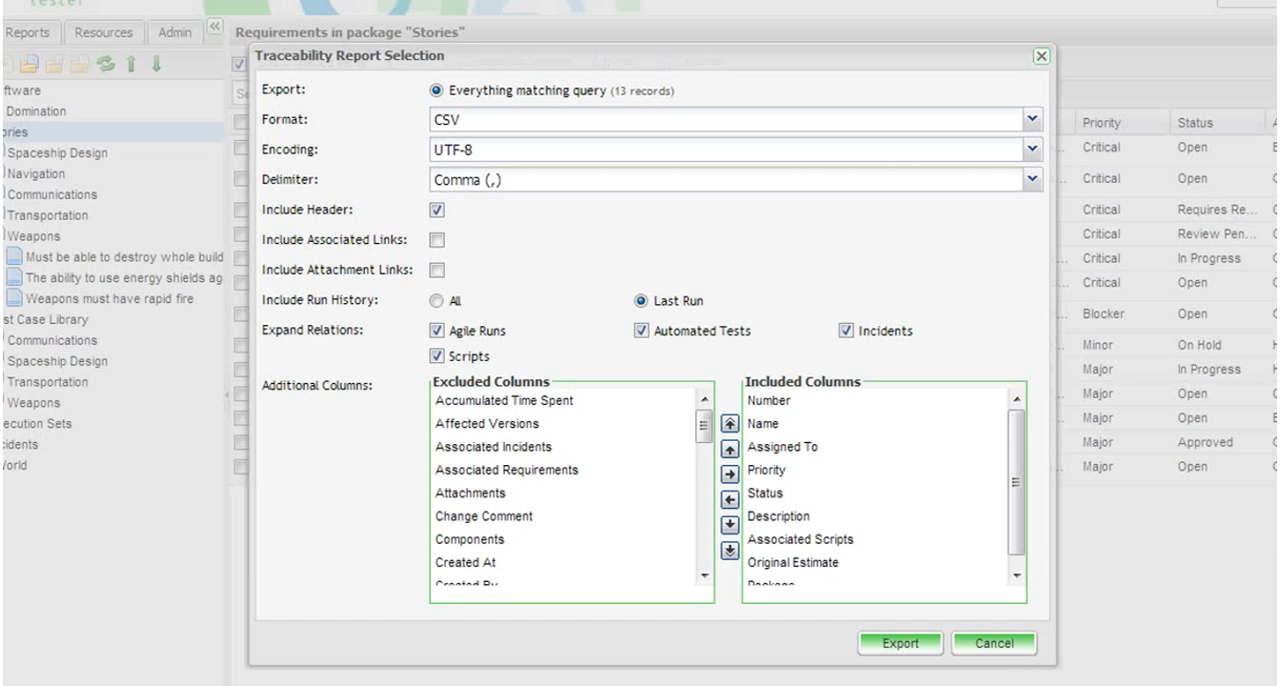 tester
Reports Resources Admin
Requirements in package "Stories"
Traceability Report Selection
Export: Everything matching query (13 records)
Format: CSV
Encoding: UTF-8
Delimiter: Comma (,)
Include Header:
Include Associated Links:
Include Attachment Links:
Include Run History: All Last Run
Expand Relations: Agile Runs Automated Tests Incidents
Scripts
Additional Columns:
Excluded Columns
Accumulated Time Spent
Affected Versions
Associated Incidents
Associated Requirements
Attachments
Change Comment
Components
Created At
Created By
Included Columns
Number
Name
Assigned To
Priority
Status
Description
Associated Scripts
Original Estimate
Package
Export Cancel
ftware
Domination
ories
Spaceship Design
Navigation
Communications
Transportation
Weapons
Must be able to destroy whole build
The ability to use energy shields ag
Weapons must have rapid fire
st Case Library
Communications
Spaceship Design
Transportation
Weapons
ecution Sets
cidents
World
Priority Status
Critical Open
Critical Open
Critical Requires Re...
Critical Review Pen...
Critical In Progress
Critical Open
Blocker Open
Minor On Hold
Major In Progress
Major Open
Major Open
Major Approved
Major Open